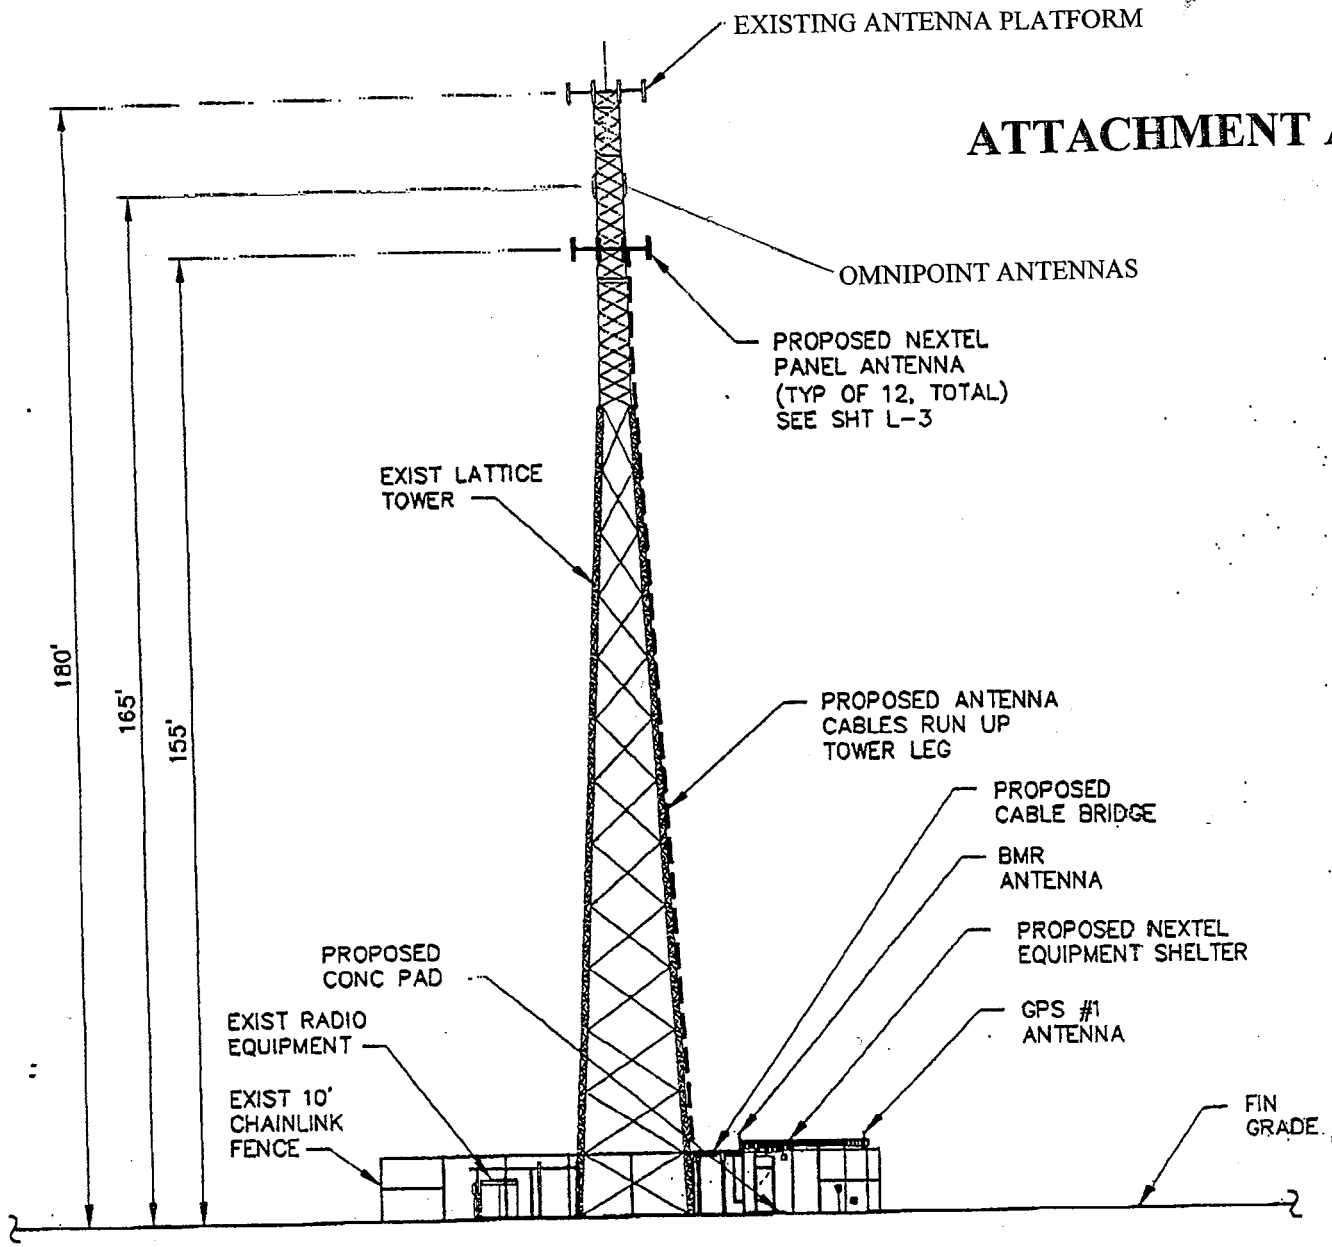 EXISTING ANTENNA PLATFORM
ATTACHMENT A
OMNIPOINT ANTENNAS
PROPOSED NEXTEL
PANEL ANTENNA
(TYP OF 12, TOTAL)
SEE SHT L-3
EXIST LATTICE
TOWER
180'
165'
155'
PROPOSED ANTENNA
CABLES RUN UP
TOWER LEG
PROPOSED
CABLE BRIDGE
BMR
ANTENNA
PROPOSED NEXTEL
EQUIPMENT SHELTER
PROPOSED
CONC PAD
GPS #1
ANTENNA
EXIST RADIO
EQUIPMENT
EXIST 10'
CHAINLINK
FENCE
FIN
GRADE